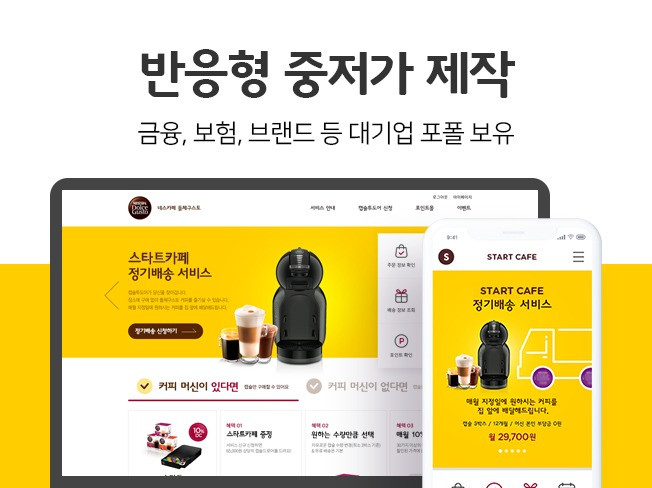 반응형 중저가 제작
금융, 보험, 브랜드 등 대기업 포폴 보유
로그아웃 마이페이지
NESCAFÉ Dolce Gusto
네스카페 돌체구스토
서비스 안내 캡슐투도어 신청 포인트몰 이벤트
스타트카페
정기배송 서비스
정기배송 신청하기
주문 정보 확인
배송 정보 조회
P
포인트 확인
커피 머신이 있다면 캡슐만 구매할 수 있어요
커피 머신이 없다면
10% DC
혜택 01
스타트카페 증정
혜택 02
원하는 수량만큼 선택
혜택 03
매월 10%
9:41
S START CAFE
START CAFE
정기배송 서비스
매월 지정일에 원하시는 커피를
집 앞에 배달해드립니다.
캡슐 3박스 / 12개월 / 머신 본인 부담금 0원
월 29,700원